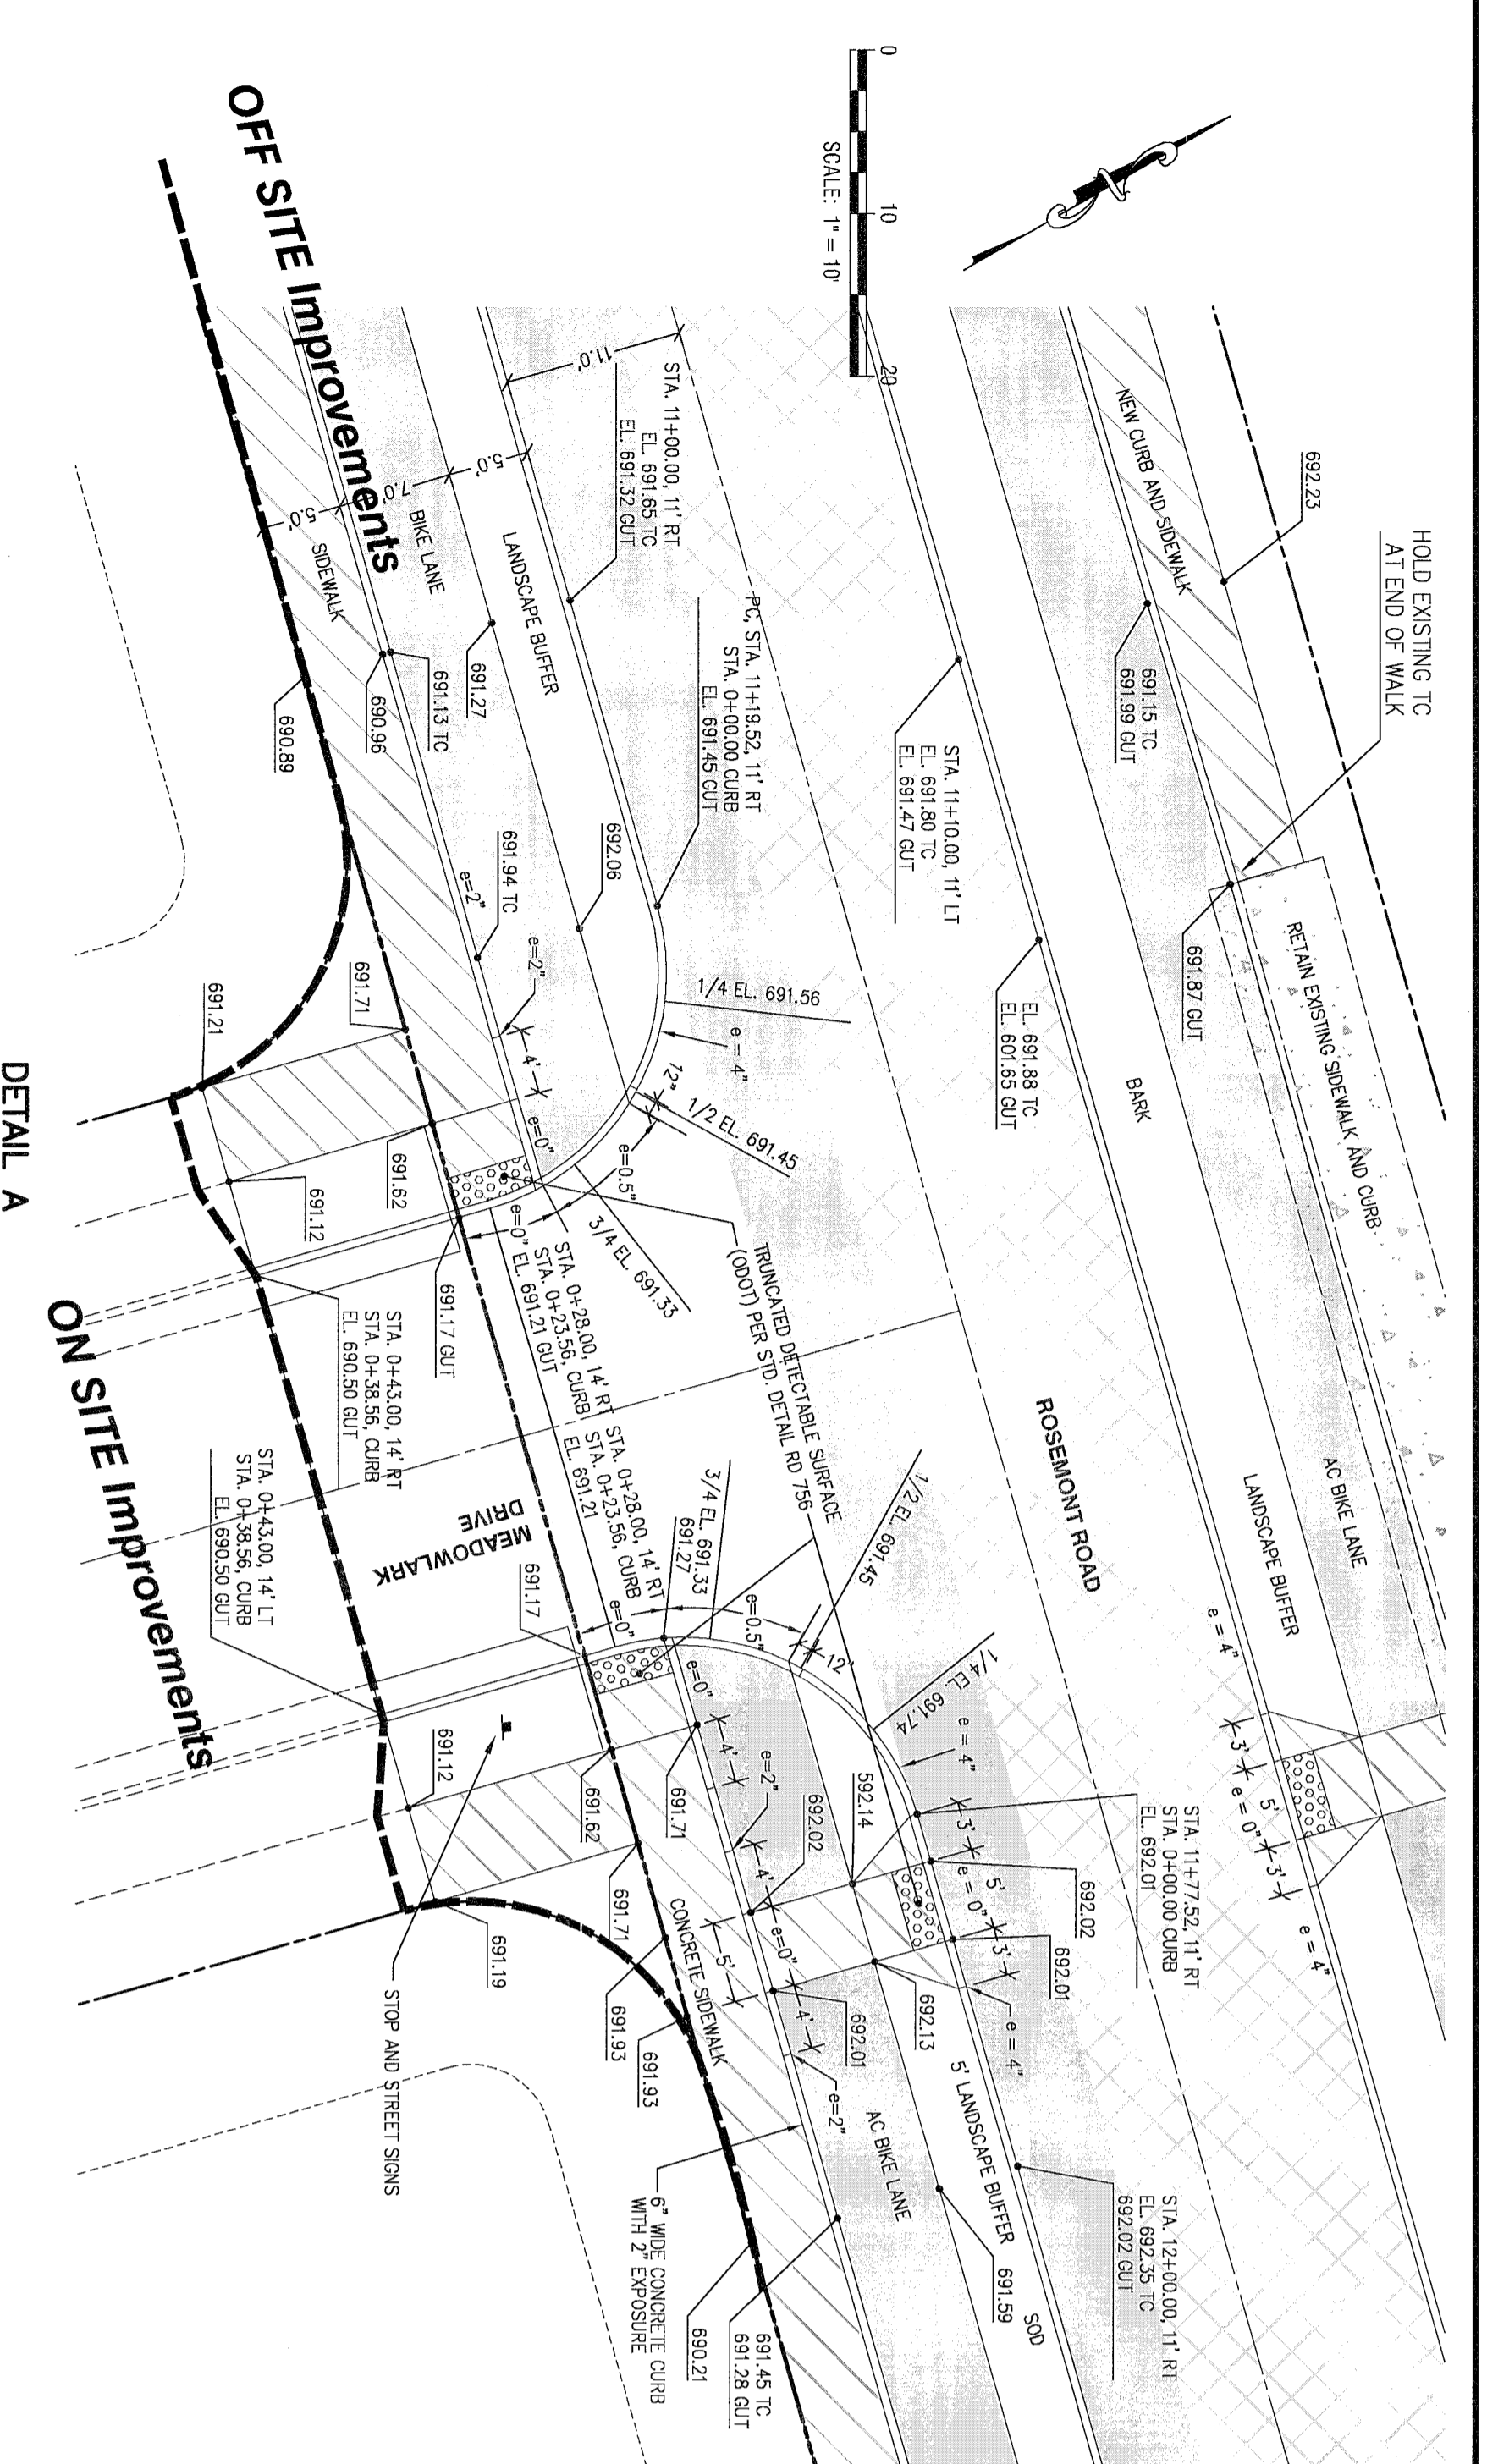 HOLD EXISTING TC
AT END OF WALK
692.23
NEW CURB AND SIDEWALK
691.15 TC
691.99 GUT
691.87 GUT
RETAIN EXISTING SIDEWALK AND CURB
AC BIKE LANE
LANDSCAPE BUFFER
BARK
e = 4"
3'
5'
e = 0"
3'
e = 4"
0
10
20
SCALE: 1" = 10'
STA. 11+10.00, 11' LT
EL. 691.80 TC
EL. 691.47 GUT
EL. 691.88 TC
EL. 601.65 GUT
ROSEMONT ROAD
11.0'
STA. 11+00.00, 11' RT
EL. 691.65 TC
EL. 691.32 GUT
PC, STA. 11+19.52, 11' RT
STA. 0+00.00 CURB
EL. 691.45 GUT
1/4 EL. 691.56
e = 4"
12"
1/2 EL. 691.45
e=0.5"
3/4 EL. 691.33
TRUNCATED DETECTABLE SURFACE
(ODOT) PER STD. DETAIL RD 756
5.0'
7.0'
5.0'
LANDSCAPE BUFFER
BIKE LANE
SIDEWALK
691.27
691.13 TC
690.96
690.89
692.06
691.94 TC
e=2"
e=2"
4'
e=0"
691.71
691.21
691.62
691.12
691.17 GUT
e=0"
STA. 0+28.00, 14' RT
STA. 0+23.56, CURB
EL. 691.21 GUT
STA. 0+28.00, 14' RT
STA. 0+23.56, CURB
EL. 691.21
STA. 0+43.00, 14' RT
STA. 0+38.56, CURB
EL. 690.50 GUT
STA. 0+43.00, 14' LT
STA. 0+38.56, CURB
EL. 690.50 GUT
MEADOWLARK
DRIVE
e=0"
3/4 EL. 691.33
691.27
e=0.5"
1/2 EL. 691.45
12'
1/4 EL. 691.74
e = 4"
STA. 11+77.52, 11' RT
STA. 0+00.00 CURB
EL. 692.01
3'
5'
e = 0"
3'
692.02
692.01
e = 4"
592.14
692.13
692.02
692.01
e=0"
4'
e=2"
4'
e=0"
4'
e=2"
5'
691.17
691.71
691.62
691.12
691.71
691.19
691.93
691.93
CONCRETE SIDEWALK
STOP AND STREET SIGNS
AC BIKE LANE
5' LANDSCAPE BUFFER
SOD
STA. 12+00.00, 11' RT
EL. 692.35 TC
692.02 GUT
691.59
691.45 TC
691.28 GUT
690.21
6" WIDE CONCRETE CURB
WITH 2" EXPOSURE
OFF SITE Improvements
ON SITE Improvements
DETAIL A